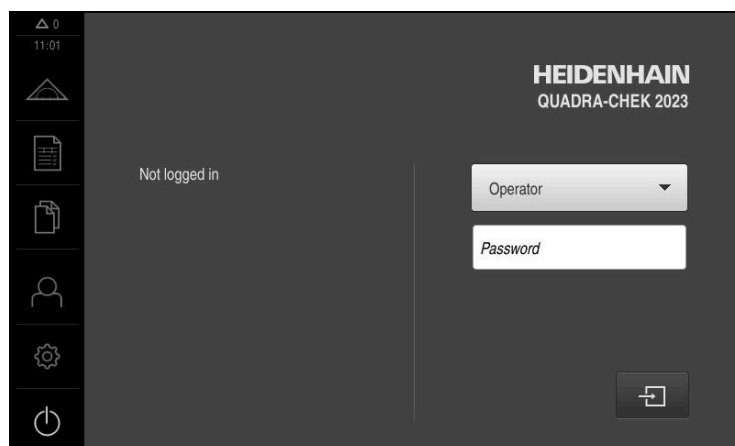 0
11:01
HEIDENHAIN
QUADRA-CHEK 2023
Not logged in
Operator
Password